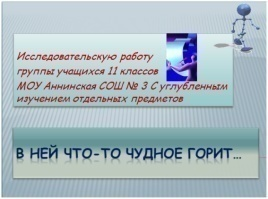 Исследовательскую работу
группы учащихся 11 классов
МОУ Аннинская СОШ № 3 С углубленным
изучением отдельных предметов
В НЕЙ ЧТО-ТО ЧУДНОЕ ГОРИТ…